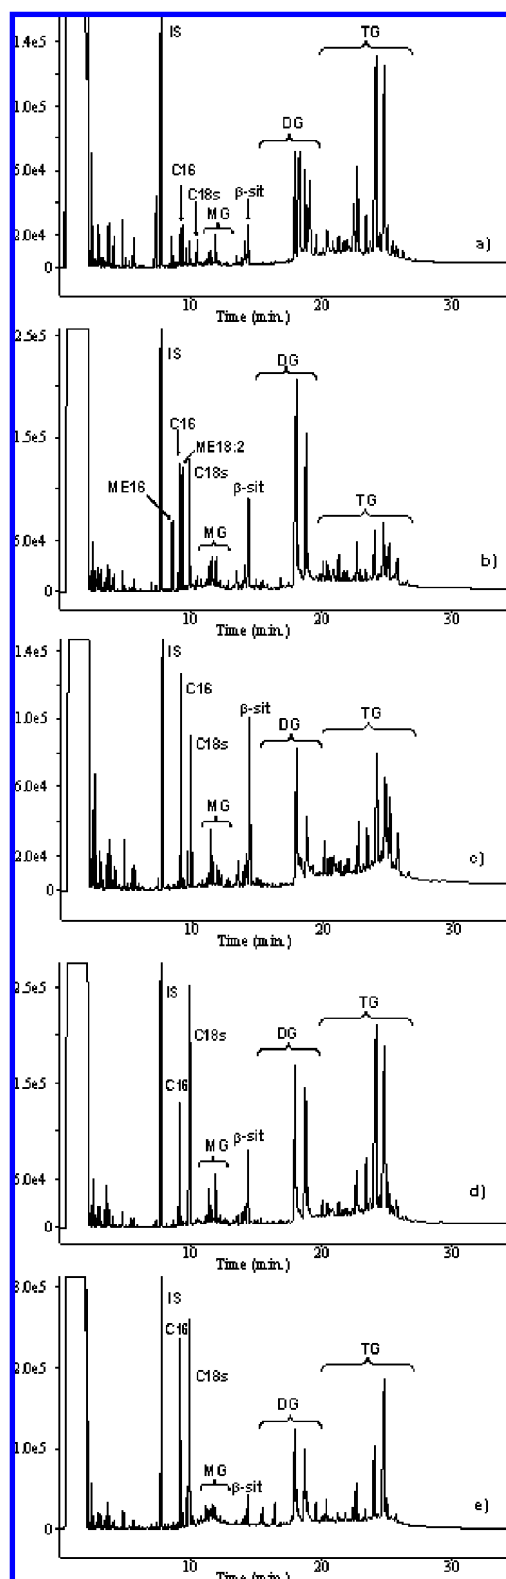 IS
1.4e5
TG
1.0e5
DG
C16
5.0e4
C18s
β-sit
MG
2.0e4
a)
0
10
20
30
Time (min.)
2.5e5
IS
DG
C16
1.5e5
ME18:2
C18s
ME16
β-sit
TG
MG
5.0e4
b)
0
10
20
30
Time (min.)
1.4e5
IS
C16
β-sit
TG
1.0e5
DG
C18s
6.0e4
MG
2.0e4
c)
0
10
20
30
Time (min.)
2.5e5
IS
TG
C18s
DG
1.5e5
C16
β-sit
MG
5.0e4
d)
0
10
20
30
Time (min.)
3.0e5
IS
C16
TG
2.0e5
C18s
DG
1.0e5
MG
β-sit
e)
0
10
20
30
Time (min.)